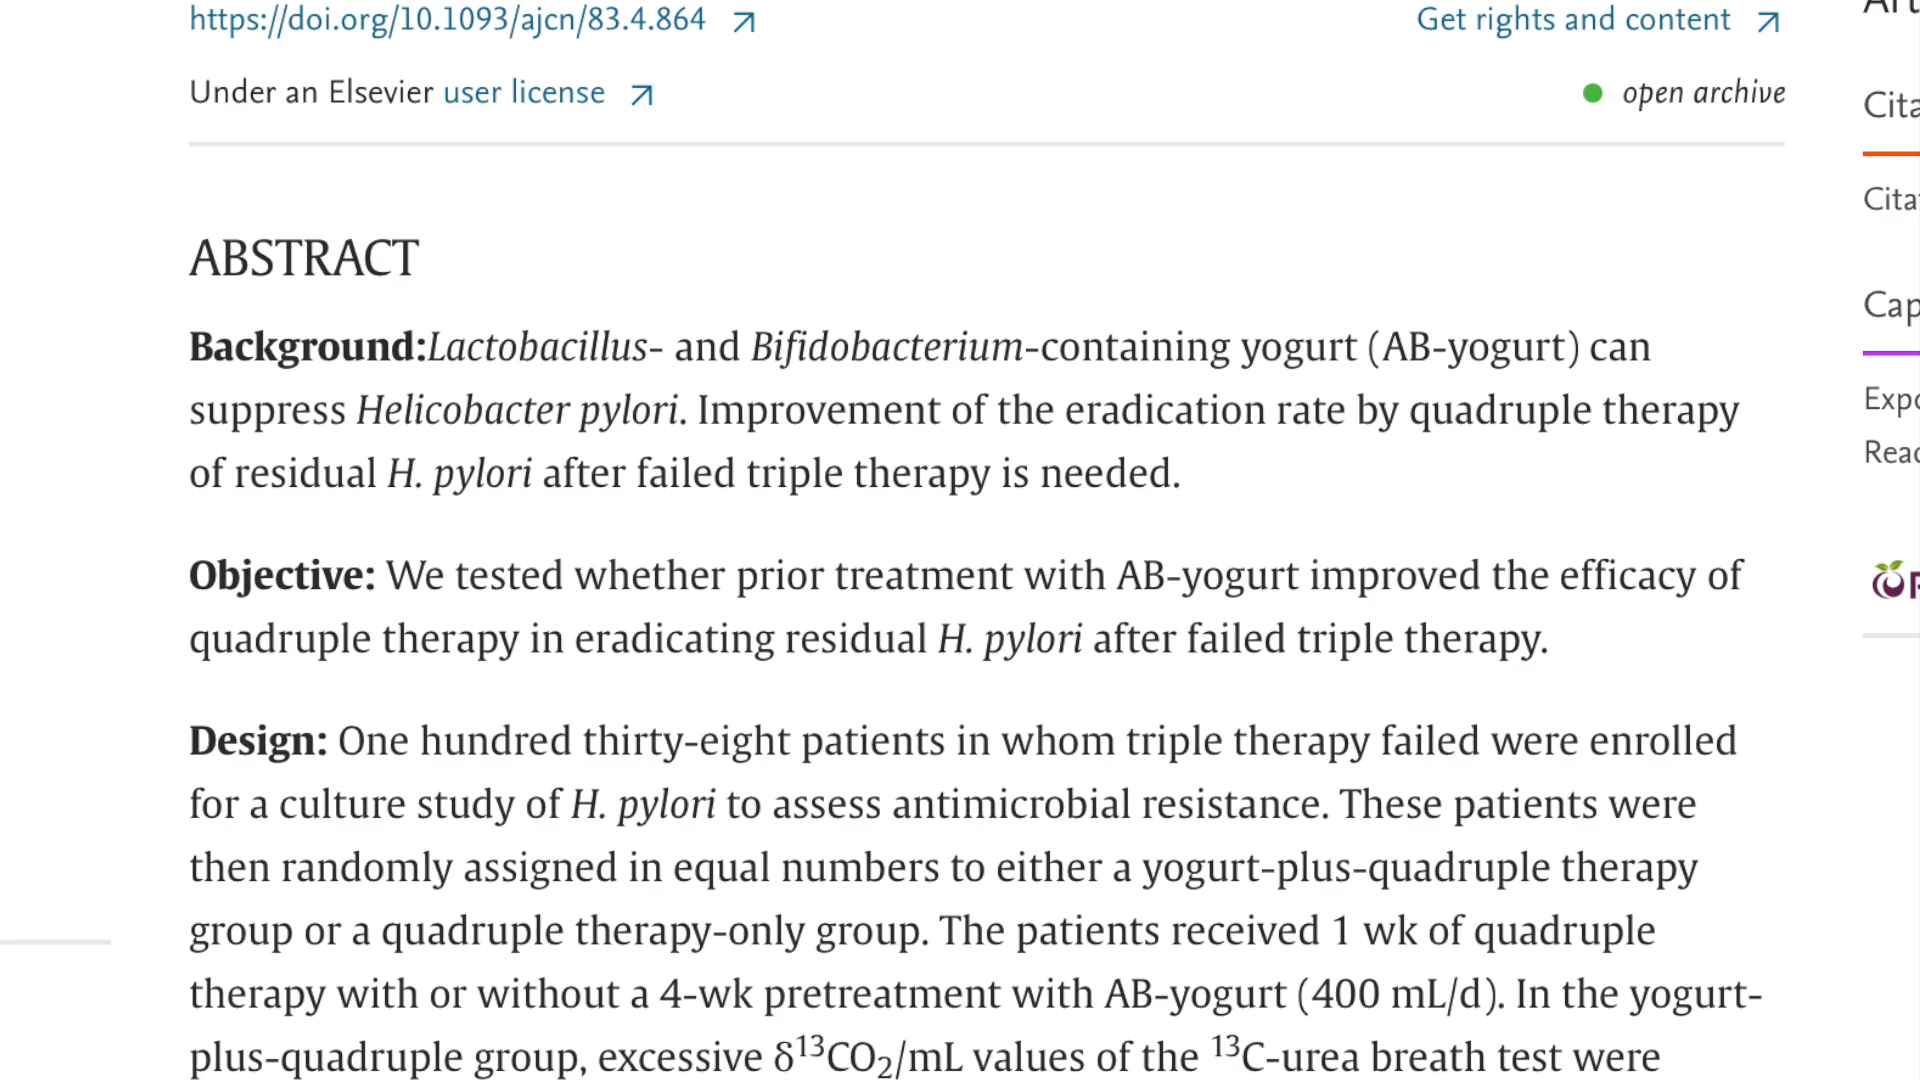 https://doi.org/10.1093/ajcn/83.4.864 ↗ Get rights and content ↗
Under an Elsevier user license ↗ open archive
ABSTRACT
Background:Lactobacillus- and Bifidobacterium-containing yogurt (AB-yogurt) can
suppress Helicobacter pylori. Improvement of the eradication rate by quadruple therapy
of residual H. pylori after failed triple therapy is needed.
Objective: We tested whether prior treatment with AB-yogurt improved the efficacy of
quadruple therapy in eradicating residual H. pylori after failed triple therapy.
Design: One hundred thirty-eight patients in whom triple therapy failed were enrolled
for a culture study of H. pylori to assess antimicrobial resistance. These patients were
then randomly assigned in equal numbers to either a yogurt-plus-quadruple therapy
group or a quadruple therapy-only group. The patients received 1 wk of quadruple
therapy with or without a 4-wk pretreatment with AB-yogurt (400 mL/d). In the yogurt-
plus-quadruple group, excessive δ¹³CO₂/mL values of the ¹³C-urea breath test were
Cita
Cita
Cap
Expo
Read